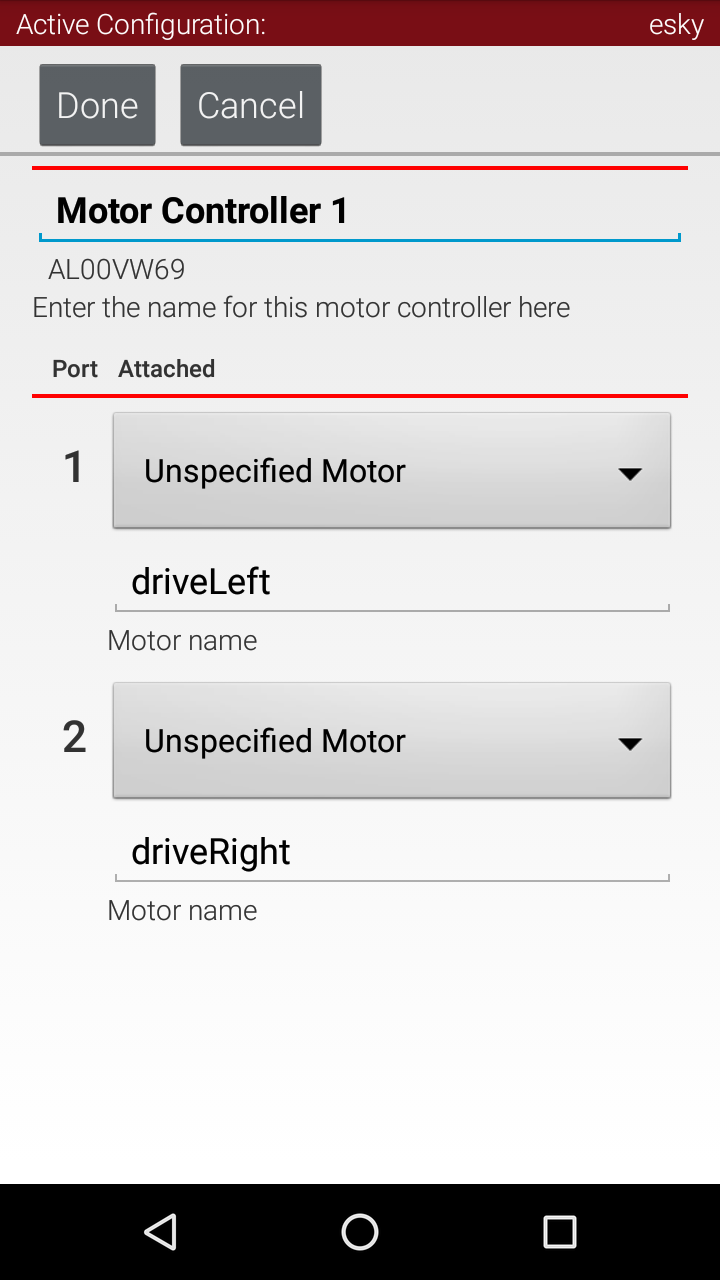 Active Configuration: esky
Done Cancel
Motor Controller 1
AL00VW69
Enter the name for this motor controller here
Port Attached
1 Unspecified Motor
driveLeft
Motor name
2 Unspecified Motor
driveRight
Motor name